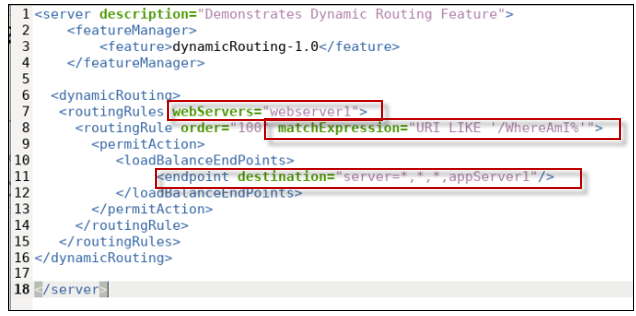 1 <server description="Demonstrates Dynamic Routing Feature">
2 <featureManager>
3 <feature>dynamicRouting-1.0</feature>
4 </featureManager>
5
6 <dynamicRouting>
7 <routingRules webServers="webserver1">
8 <routingRule order="100" matchExpression="URI LIKE '/WhereAmI%'">
9 <permitAction>
10 <loadBalanceEndPoints>
11 <endpoint destination="server=*,*,*,appServer1"/>
12 </loadBalanceEndPoints>
13 </permitAction>
14 </routingRule>
15 </routingRules>
16 </dynamicRouting>
17
18 </server>